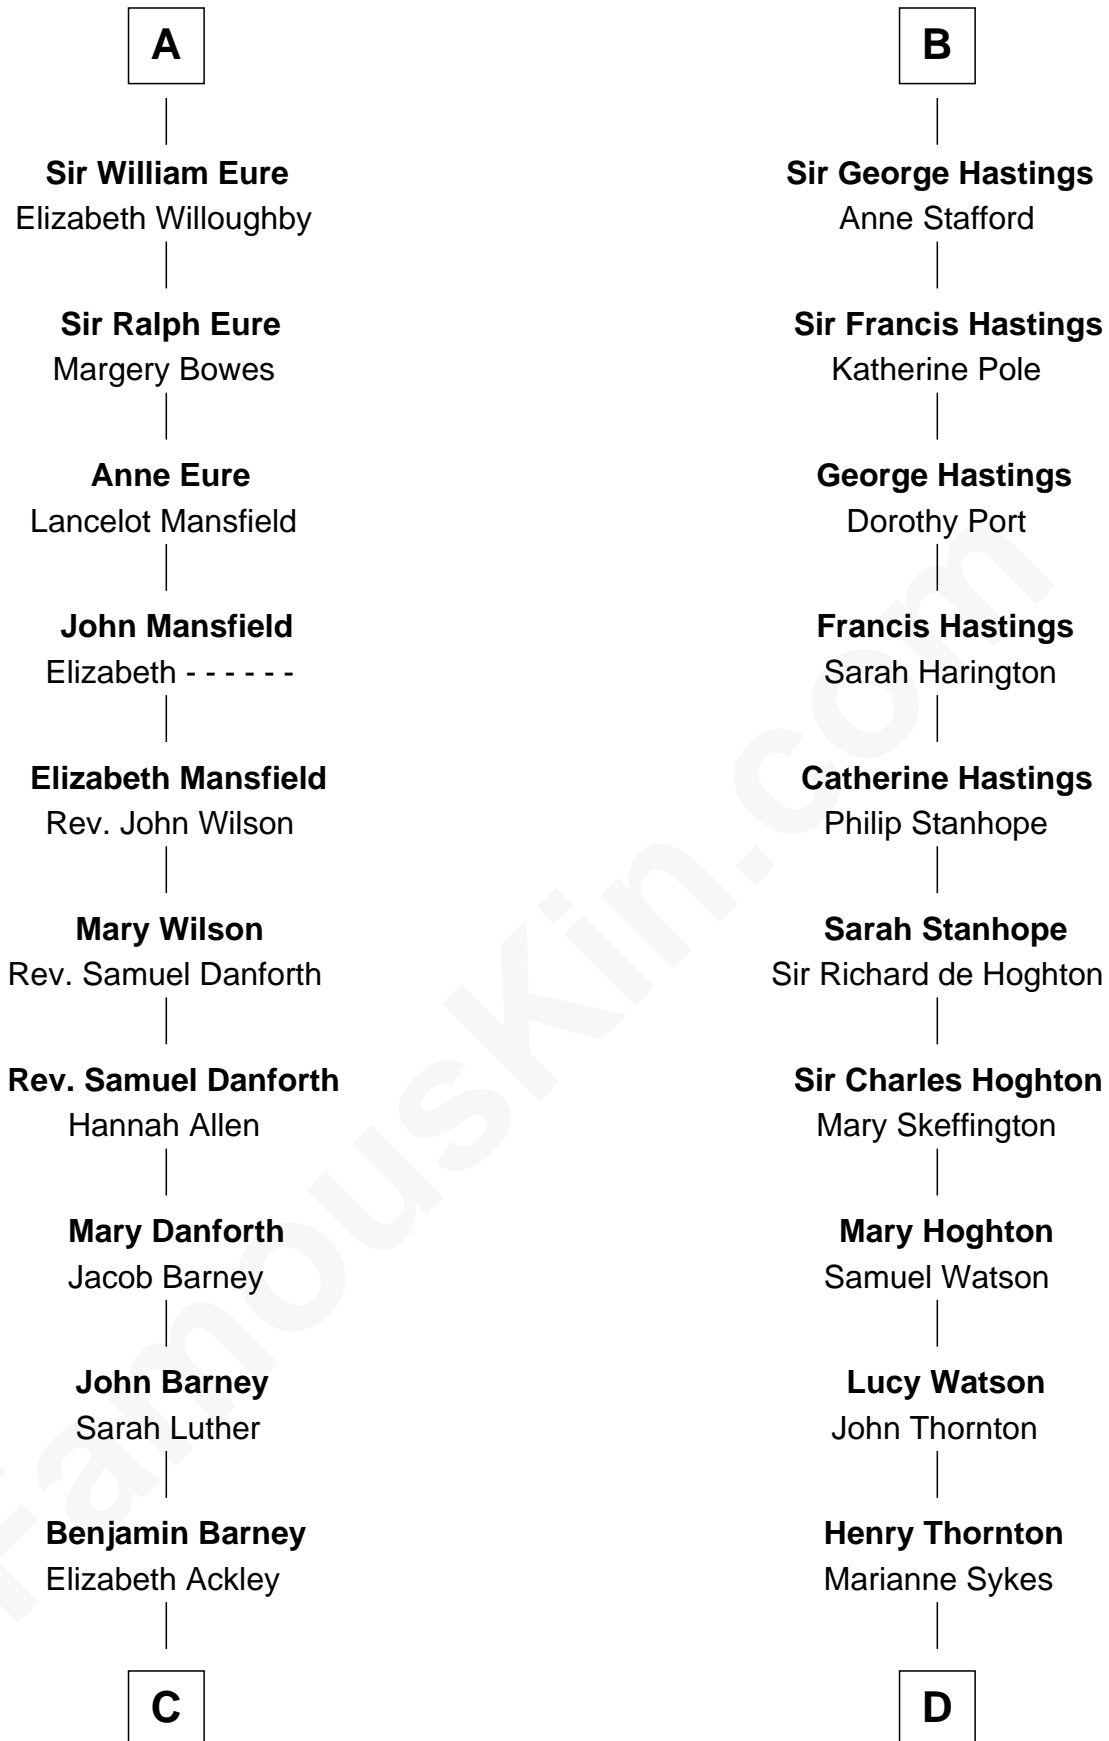 A
Sir William Eure
Elizabeth Willoughby
Sir Ralph Eure
Margery Bowes
Anne Eure
Lancelot Mansfield
John Mansfield
Elizabeth - - - - - -
Elizabeth Mansfield
Rev. John Wilson
Mary Wilson
Rev. Samuel Danforth
Rev. Samuel Danforth
Hannah Allen
Mary Danforth
Jacob Barney
John Barney
Sarah Luther
Benjamin Barney
Elizabeth Ackley
C
B
Sir George Hastings
Anne Stafford
Sir Francis Hastings
Katherine Pole
George Hastings
Dorothy Port
Francis Hastings
Sarah Harington
Catherine Hastings
Philip Stanhope
Sarah Stanhope
Sir Richard de Hoghton
Sir Charles Hoghton
Mary Skeffington
Mary Hoghton
Samuel Watson
Lucy Watson
John Thornton
Henry Thornton
Marianne Sykes
D
FamousKin.com